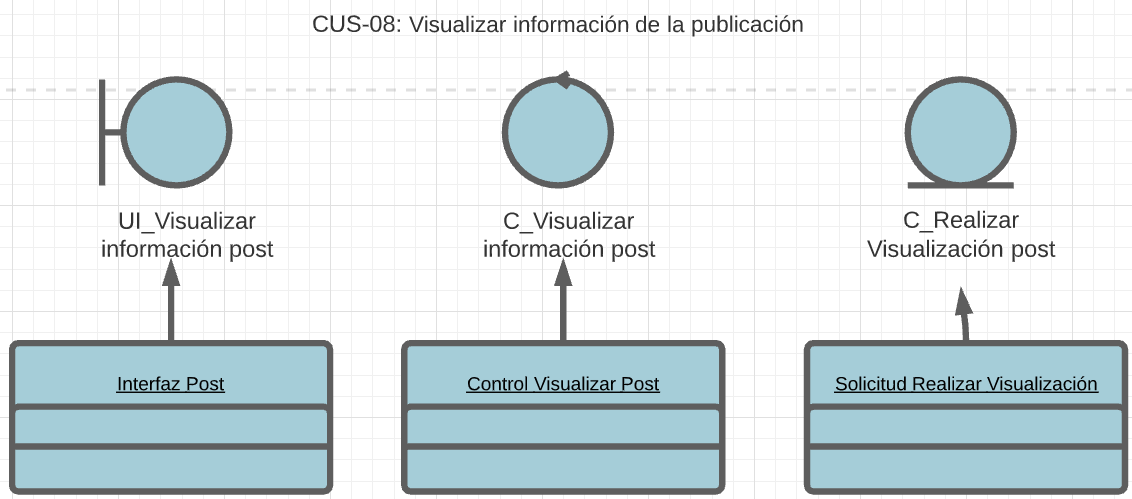 CUS-08: Visualizar información de la publicación
UI_Visualizar
información post
C_Visualizar
información post
C_Realizar
Visualización post
Interfaz Post
Control Visualizar Post
Solicitud Realizar Visualización